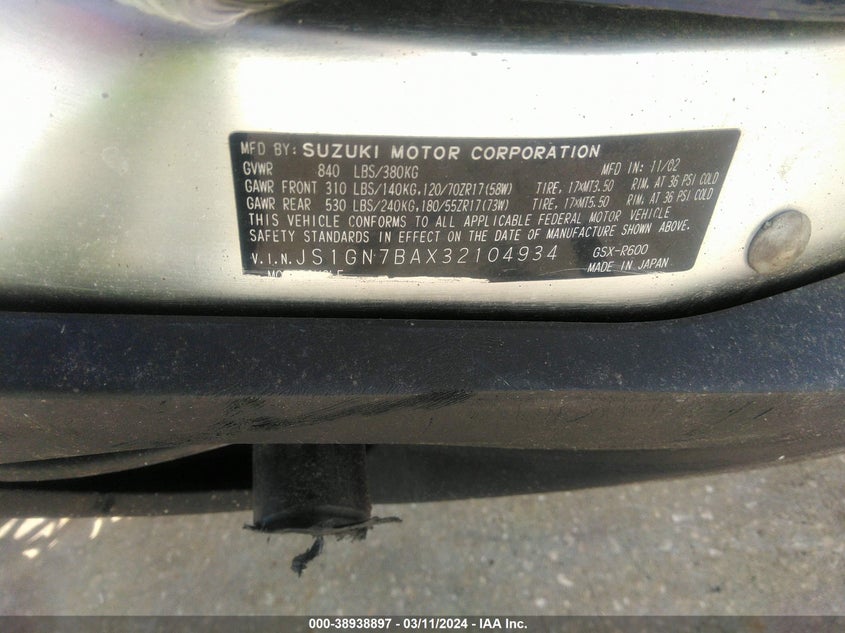 MFD BY: SUZUKI MOTOR CORPORATION
GVWR 840 LBS/380KG MFD IN: 11/02
GAWR FRONT 310 LBS/140KG,120/70ZR17(58W) TIRE, 17×MT3.50 RIM, AT 36 PSI COLD
GAWR REAR 530 LBS/240KG,180/55ZR17(73W) TIRE, 17×MT5.50 RIM, AT 36 PSI COLD
THIS VEHICLE CONFORMS TO ALL APPLICABLE FEDERAL MOTOR VEHICLE
SAFETY STANDARDS IN EFFECT ON THE DATE OF MANUFACTURE SHOWN ABOVE.
V.I.N. JS1GN7BAX32104934 GSX-R600
MADE IN JAPAN
000-38938897 - 03/11/2024 - IAA Inc.